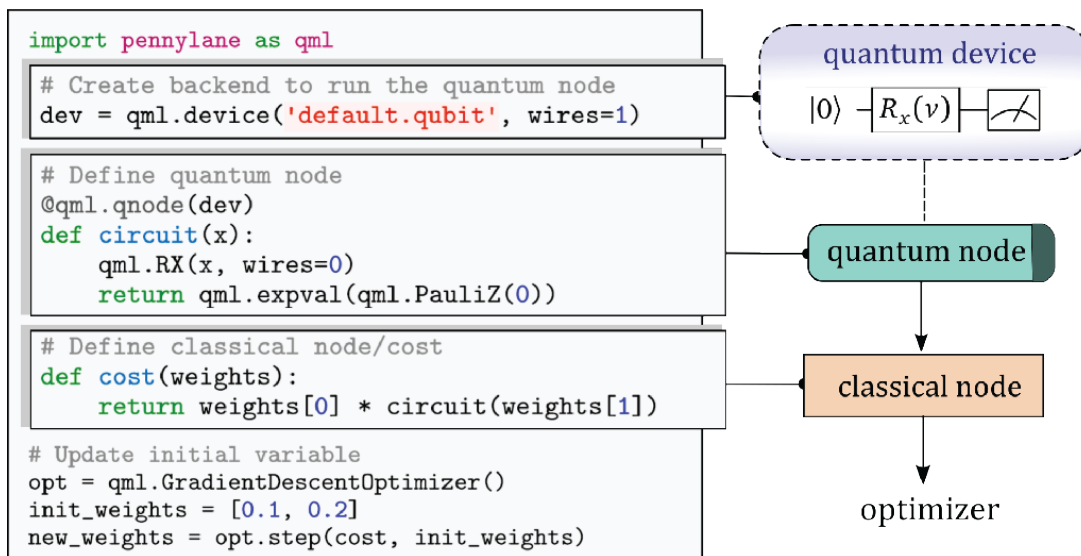 import pennylane as qml
# Create backend to run the quantum node
dev = qml.device('default.qubit', wires=1)
# Define quantum node
@qml.qnode(dev)
def circuit(x):
    qml.RX(x, wires=0)
    return qml.expval(qml.PauliZ(0))
# Define classical node/cost
def cost(weights):
    return weights[0] * circuit(weights[1])
# Update initial variable
opt = qml.GradientDescentOptimizer()
init_weights = [0.1, 0.2]
new_weights = opt.step(cost, init_weights)
quantum device
|0⟩ Rₓ(v)
quantum node
classical node
optimizer